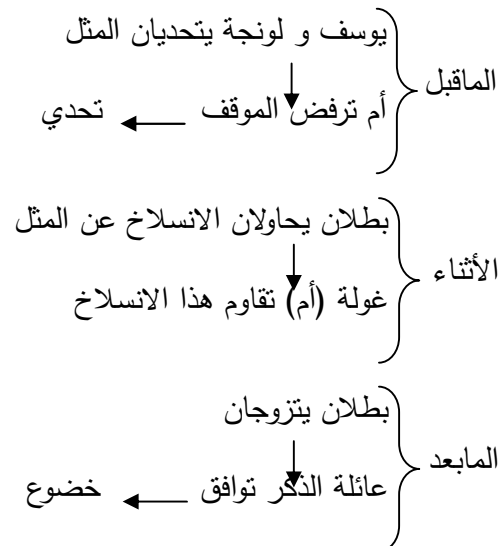 يوسف و لونجة يتحديان المثل
الماقبل
أم ترفض الموقف تحدي
بطلان يحاولان الانسلاخ عن المثل
الأثناء
غولة (أم) تقاوم هذا الانسلاخ
بطلان يتزوجان
المابعد
عائلة الذكر توافق خضوع